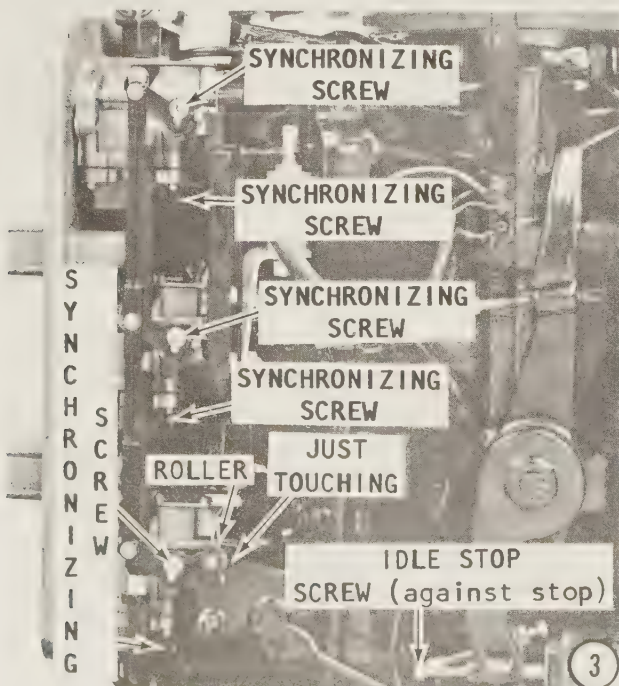 SYNCHRONIZING
SCREW
SYNCHRONIZING
SCREW
SYNCHRONIZING
SCREW
SYNCHRONIZING
SCREW
SYNCHRONIZING
SCREW
ROLLER
JUST
TOUCHING
IDLE STOP
SCREW (against stop)
3